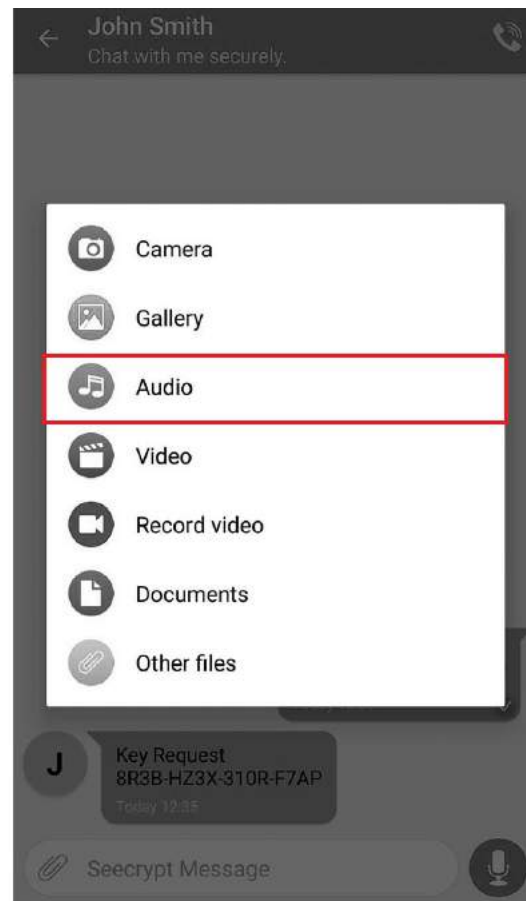 John Smith
Chat with me securely.
Camera
Gallery
Audio
Video
Record video
Documents
Other files
J
Key Request
8R3B-HZ3X-310R-F7AP
Today 12:35
Seecrypt Message